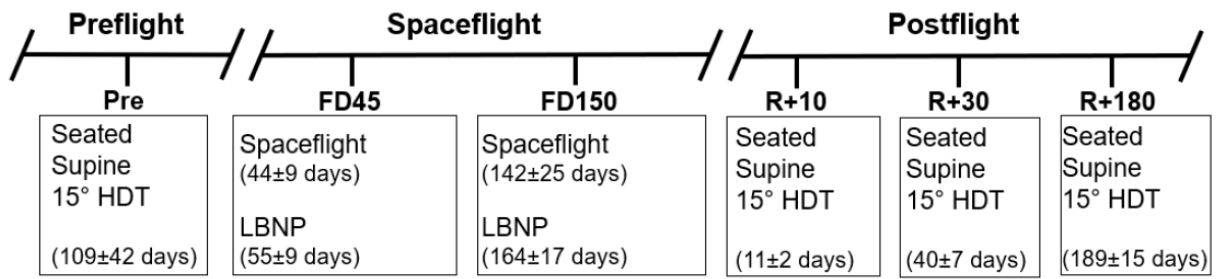 Preflight
Spaceflight
Postflight
Pre
FD45
FD150
R+10
R+30
R+180
Seated
Supine
15° HDT
(109±42 days)
Spaceflight
(44±9 days)
LBNP
(55±9 days)
Spaceflight
(142±25 days)
LBNP
(164±17 days)
Seated
Supine
15° HDT
(11±2 days)
Seated
Supine
15° HDT
(40±7 days)
Seated
Supine
15° HDT
(189±15 days)